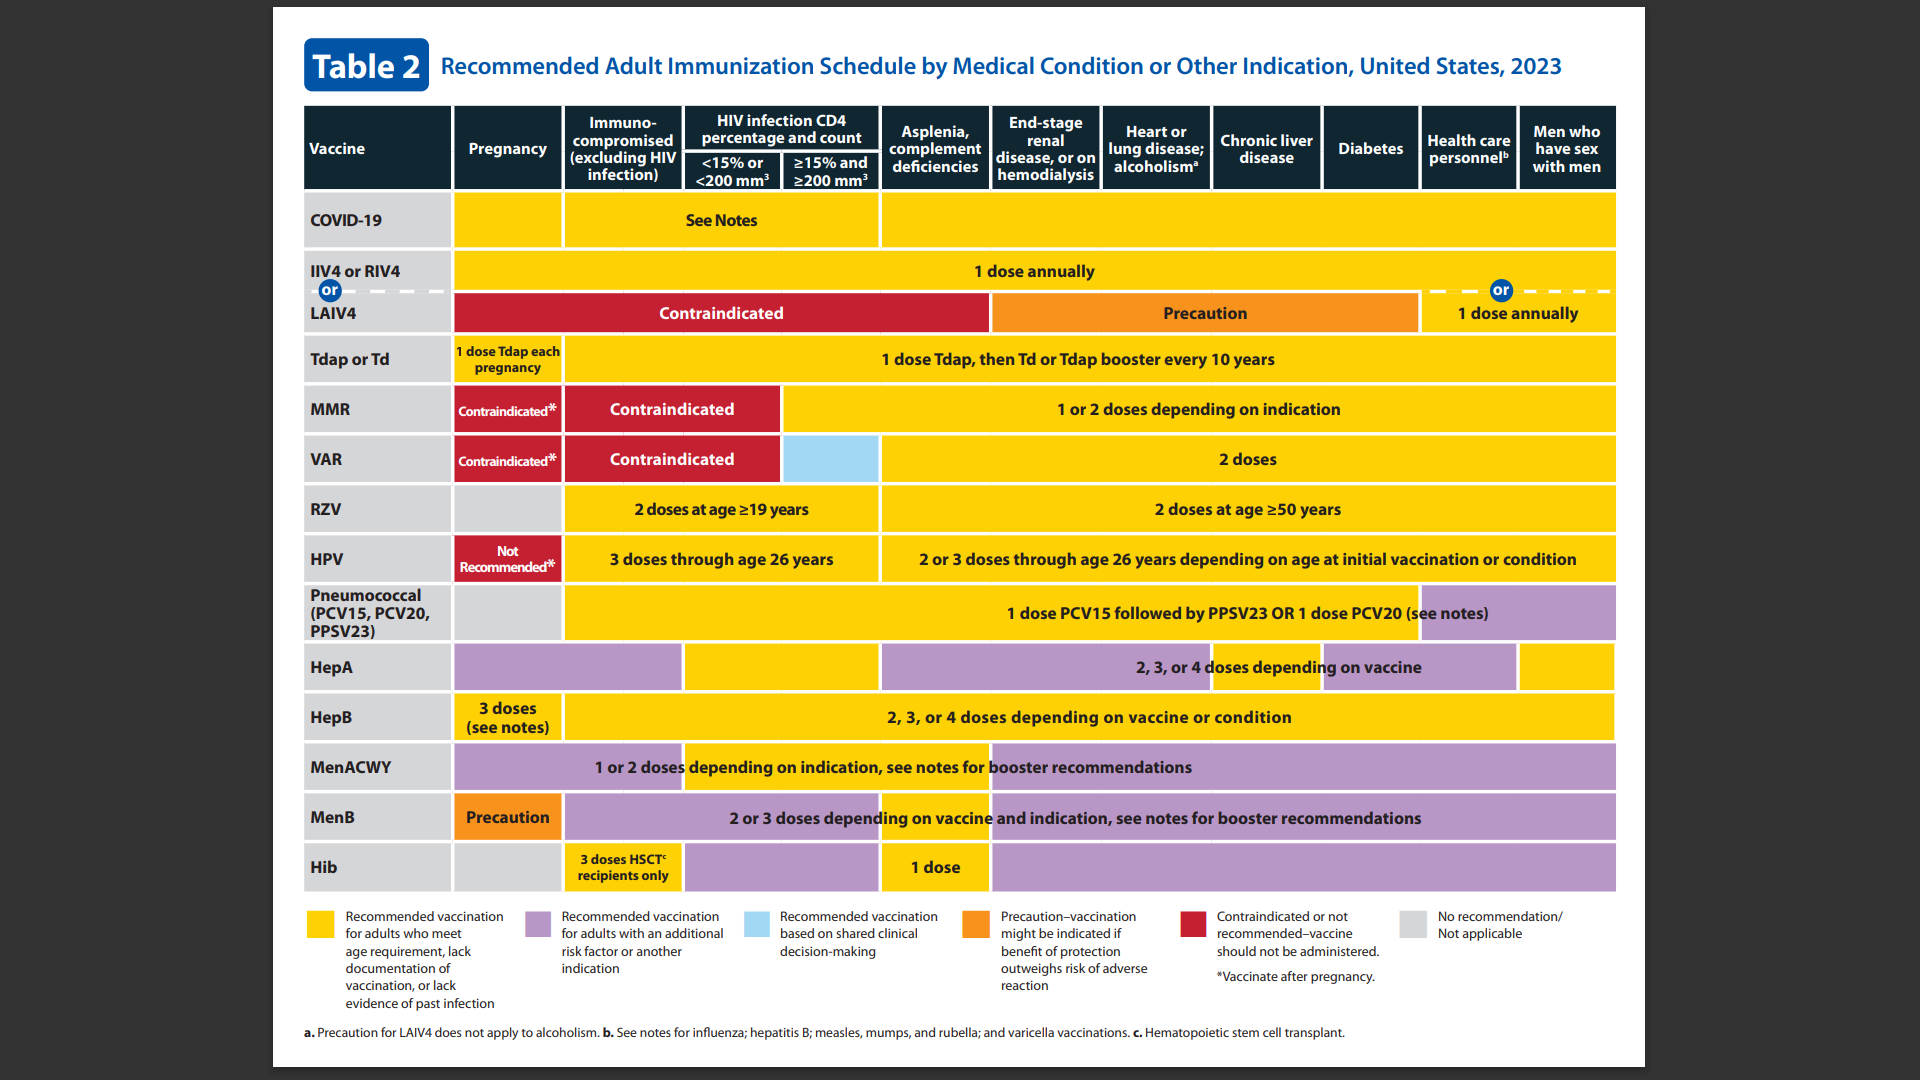 Table 2 Recommended Adult Immunization Schedule by Medical Condition or Other Indication, United States, 2023
Vaccine
Pregnancy
Immuno-
compromised
(excluding HIV
infection)
HIV infection CD4
percentage and count
<15% or
<200 mm³
≥15% and
≥200 mm³
Asplenia,
complement
deficiencies
End-stage
renal
disease, or on
hemodialysis
Heart or
lung disease;
alcoholismᵃ
Chronic liver
disease
Diabetes
Health care
personnelᵇ
Men who
have sex
with men
COVID-19
See Notes
IIV4 or RIV4
1 dose annually
or
or
LAIV4
Contraindicated
Precaution
1 dose annually
Tdap or Td
1 dose Tdap each
pregnancy
1 dose Tdap, then Td or Tdap booster every 10 years
MMR
Contraindicated*
Contraindicated
1 or 2 doses depending on indication
VAR
Contraindicated*
Contraindicated
2 doses
RZV
2 doses at age ≥19 years
2 doses at age ≥50 years
HPV
Not
Recommended*
3 doses through age 26 years
2 or 3 doses through age 26 years depending on age at initial vaccination or condition
Pneumococcal
(PCV15, PCV20,
PPSV23)
1 dose PCV15 followed by PPSV23 OR 1 dose PCV20 (see notes)
HepA
2, 3, or 4 doses depending on vaccine
HepB
3 doses
(see notes)
2, 3, or 4 doses depending on vaccine or condition
MenACWY
1 or 2 doses depending on indication, see notes for booster recommendations
MenB
Precaution
2 or 3 doses depending on vaccine and indication, see notes for booster recommendations
Hib
3 doses HSCTᶜ
recipients only
1 dose
Recommended vaccination
for adults who meet
age requirement, lack
documentation of
vaccination, or lack
evidence of past infection
Recommended vaccination
for adults with an additional
risk factor or another
indication
Recommended vaccination
based on shared clinical
decision-making
Precaution–vaccination
might be indicated if
benefit of protection
outweighs risk of adverse
reaction
Contraindicated or not
recommended–vaccine
should not be administered.
*Vaccinate after pregnancy.
No recommendation/
Not applicable
a. Precaution for LAIV4 does not apply to alcoholism. b. See notes for influenza; hepatitis B; measles, mumps, and rubella; and varicella vaccinations. c. Hematopoietic stem cell transplant.